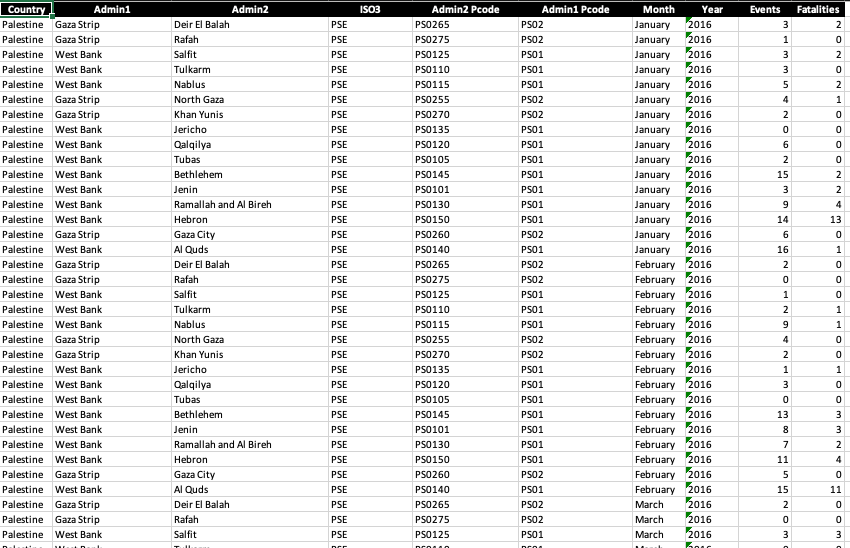 Country Admin1 Admin2 ISO3 Admin2 Pcode Admin1 Pcode Month Year Events Fatalities
Palestine Gaza Strip Deir El Balah PSE PS0265 PS02 January 2016 3 2
Palestine Gaza Strip Rafah PSE PS0275 PS02 January 2016 1 0
Palestine West Bank Salfit PSE PS0125 PS01 January 2016 3 2
Palestine West Bank Tulkarm PSE PS0110 PS01 January 2016 3 0
Palestine West Bank Nablus PSE PS0115 PS01 January 2016 5 2
Palestine Gaza Strip North Gaza PSE PS0255 PS02 January 2016 4 1
Palestine Gaza Strip Khan Yunis PSE PS0270 PS02 January 2016 2 0
Palestine West Bank Jericho PSE PS0135 PS01 January 2016 0 0
Palestine West Bank Qalqilya PSE PS0120 PS01 January 2016 6 0
Palestine West Bank Tubas PSE PS0105 PS01 January 2016 2 0
Palestine West Bank Bethlehem PSE PS0145 PS01 January 2016 15 2
Palestine West Bank Jenin PSE PS0101 PS01 January 2016 3 2
Palestine West Bank Ramallah and Al Bireh PSE PS0130 PS01 January 2016 9 4
Palestine West Bank Hebron PSE PS0150 PS01 January 2016 14 13
Palestine Gaza Strip Gaza City PSE PS0260 PS02 January 2016 6 0
Palestine West Bank Al Quds PSE PS0140 PS01 January 2016 16 1
Palestine Gaza Strip Deir El Balah PSE PS0265 PS02 February 2016 2 0
Palestine Gaza Strip Rafah PSE PS0275 PS02 February 2016 0 0
Palestine West Bank Salfit PSE PS0125 PS01 February 2016 1 0
Palestine West Bank Tulkarm PSE PS0110 PS01 February 2016 2 1
Palestine West Bank Nablus PSE PS0115 PS01 February 2016 9 1
Palestine Gaza Strip North Gaza PSE PS0255 PS02 February 2016 4 0
Palestine Gaza Strip Khan Yunis PSE PS0270 PS02 February 2016 2 0
Palestine West Bank Jericho PSE PS0135 PS01 February 2016 1 1
Palestine West Bank Qalqilya PSE PS0120 PS01 February 2016 3 0
Palestine West Bank Tubas PSE PS0105 PS01 February 2016 0 0
Palestine West Bank Bethlehem PSE PS0145 PS01 February 2016 13 3
Palestine West Bank Jenin PSE PS0101 PS01 February 2016 8 3
Palestine West Bank Ramallah and Al Bireh PSE PS0130 PS01 February 2016 7 2
Palestine West Bank Hebron PSE PS0150 PS01 February 2016 11 4
Palestine Gaza Strip Gaza City PSE PS0260 PS02 February 2016 5 0
Palestine West Bank Al Quds PSE PS0140 PS01 February 2016 15 11
Palestine Gaza Strip Deir El Balah PSE PS0265 PS02 March 2016 2 0
Palestine Gaza Strip Rafah PSE PS0275 PS02 March 2016 0 0
Palestine West Bank Salfit PSE PS0125 PS01 March 2016 3 3